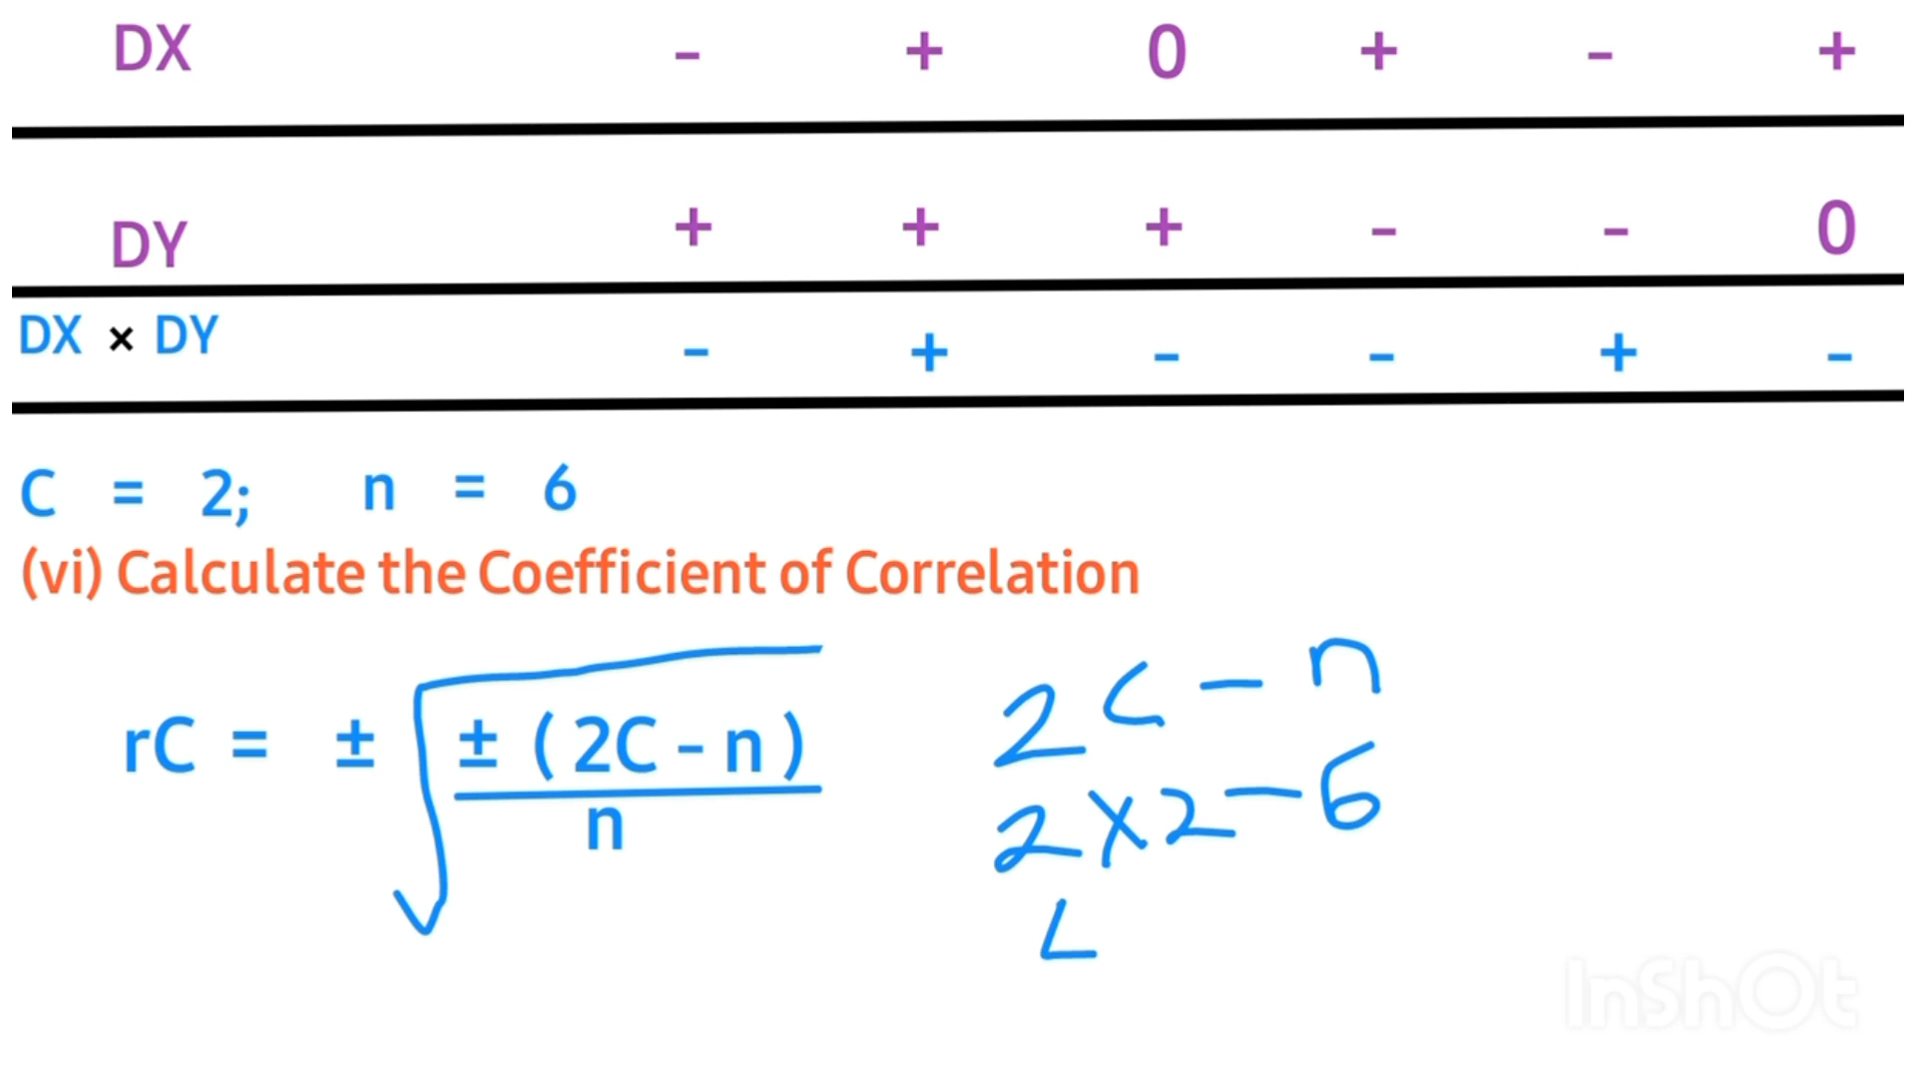 DX - + 0 + - +
DY + + + - - 0
DX × DY - + - - + -
C = 2; n = 6
(vi) Calculate the Coefficient of Correlation
rC = ± √ ± ( 2C - n )
n
2C - n
2 × 2 - 6
InShOt